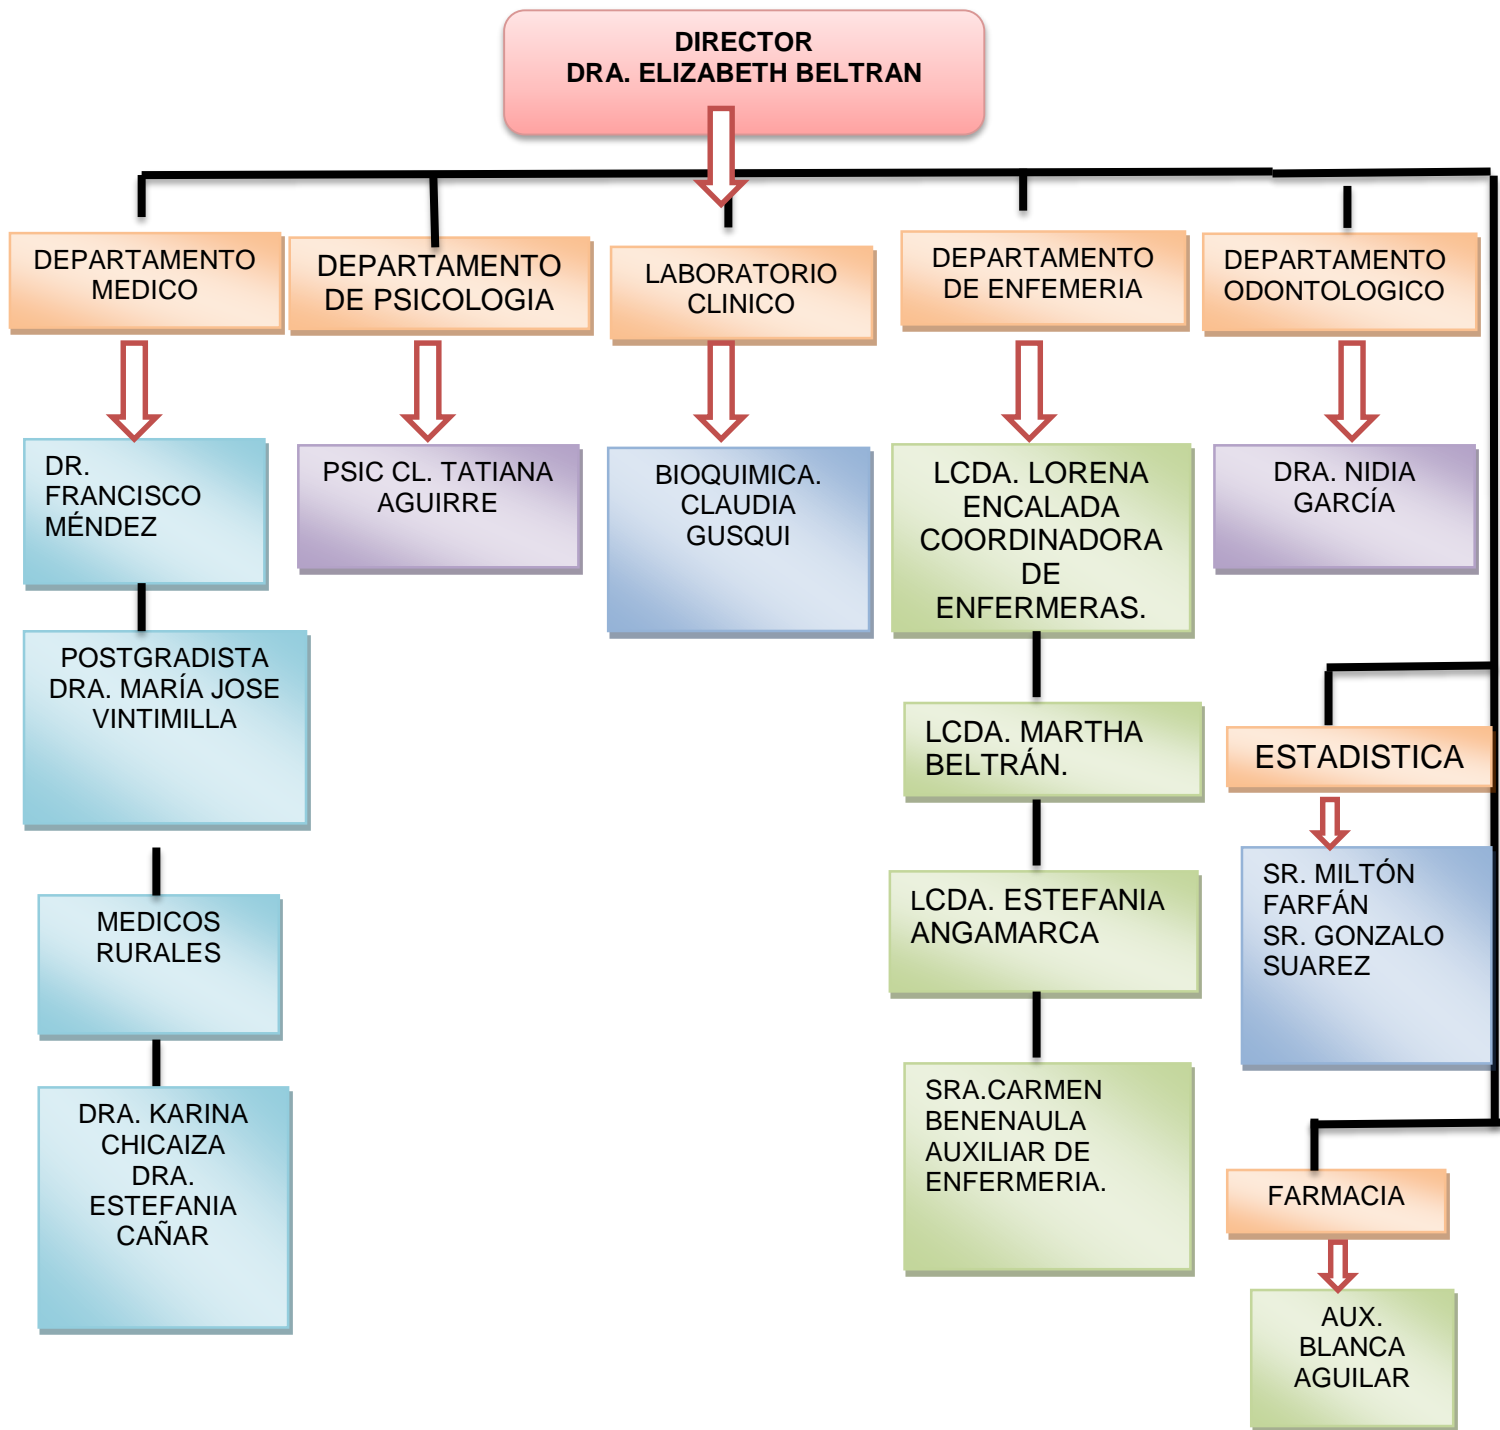 DIRECTOR
DRA. ELIZABETH BELTRAN
DEPARTAMENTO
MEDICO
DEPARTAMENTO
DE PSICOLOGIA
LABORATORIO
CLINICO
DEPARTAMENTO
DE ENFEMERIA
DEPARTAMENTO
ODONTOLOGICO
DR.
FRANCISCO
MÉNDEZ
PSIC CL. TATIANA
AGUIRRE
BIOQUIMICA.
CLAUDIA
GUSQUI
LCDA. LORENA
ENCALADA
COORDINADORA
DE
ENFERMERAS.
DRA. NIDIA
GARCÍA
POSTGRADISTA
DRA. MARÍA JOSE
VINTIMILLA
LCDA. MARTHA
BELTRÁN.
ESTADISTICA
MEDICOS
RURALES
LCDA. ESTEFANIA
ANGAMARCA
SR. MILTÓN
FARFÁN
SR. GONZALO
SUAREZ
DRA. KARINA
CHICAIZA
DRA.
ESTEFANIA
CAÑAR
SRA.CARMEN
BENENAULA
AUXILIAR DE
ENFERMERIA.
FARMACIA
AUX.
BLANCA
AGUILAR